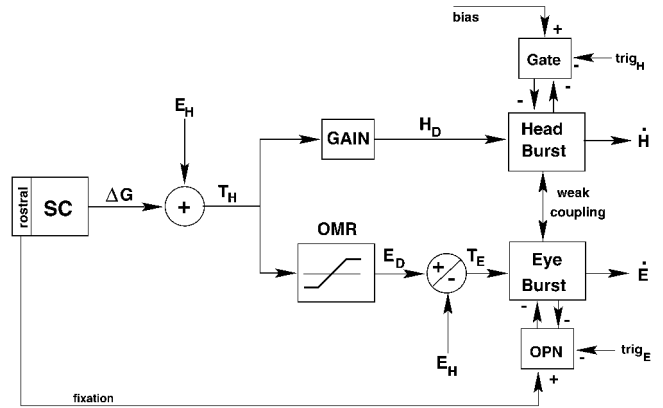 bias
+
Gate
-
trig_H
-
-
E_H
GAIN
H_D
Head
Burst
Ḣ
rostral
SC
ΔG
+
T_H
weak
coupling
OMR
E_D
+
-
T_E
Eye
Burst
Ė
-
-
E_H
OPN
-
trig_E
+
fixation